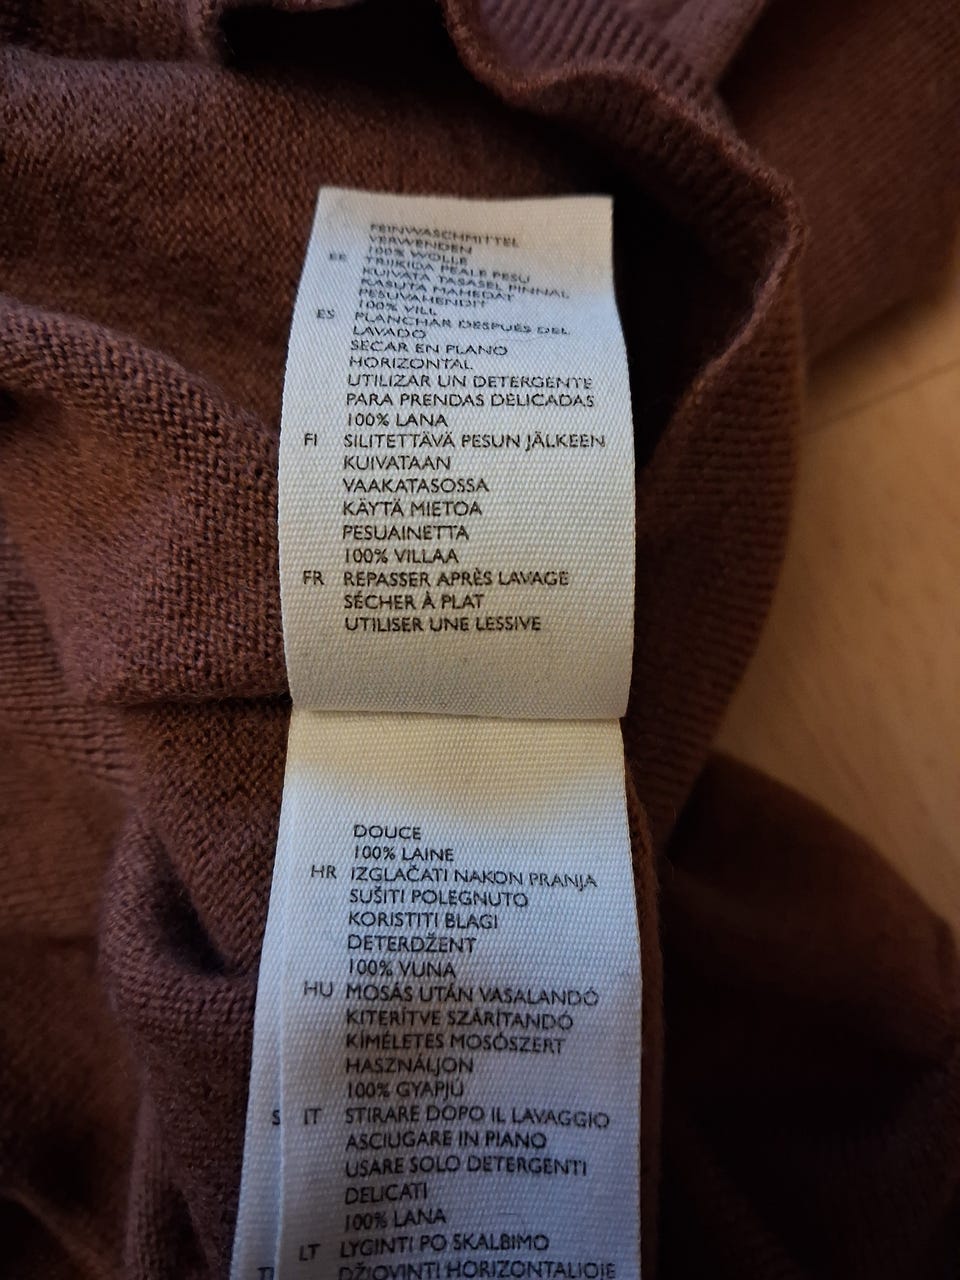 FEINWASCHMITTEL
VERWENDEN
100% WOLLE
EE TRIIKIDA PEALE PESU
KUIVATA TASASEL PINNAL
KASUTA MAHEDAT
PESUVAHENDIT
100% VILL
ES PLANCHAR DESPUÉS DEL
LAVADO
SECAR EN PLANO
HORIZONTAL
UTILIZAR UN DETERGENTE
PARA PRENDAS DELICADAS
100% LANA
FI SILITETTÄVÄ PESUN JÄLKEEN
KUIVATAAN
VAAKATASOSSA
KÄYTÄ MIETOA
PESUAINETTA
100% VILLAA
FR REPASSER APRÈS LAVAGE
SÉCHER À PLAT
UTILISER UNE LESSIVE
DOUCE
100% LAINE
HR IZGLAČATI NAKON PRANJA
SUŠITI POLEGNUTO
KORISTITI BLAGI
DETERDŽENT
100% VUNA
HU MOSÁS UTÁN VASALANDÓ
KITERÍTVE SZÁRÍTANDÓ
KÍMÉLETES MOSÓSZERT
HASZNÁLJON
100% GYAPJÚ
IT STIRARE DOPO IL LAVAGGIO
ASCIUGARE IN PIANO
USARE SOLO DETERGENTI
DELICATI
100% LANA
LT LYGINTI PO SKALBIMO
DŽIOVINTI HORIZONTALIOJE